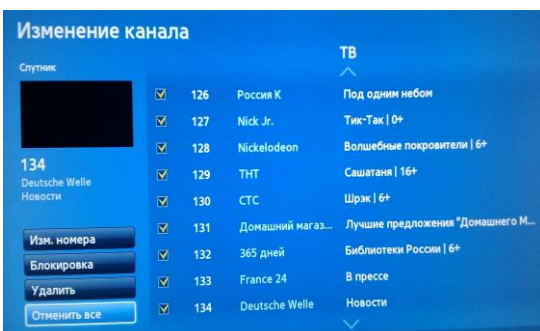 Изменение канала
ТВ
Спутник
134
Deutsche Welle
Новости
Изм. номера
Блокировка
Удалить
Отменить все
126 Россия К Под одним небом
127 Nick Jr. Тик-Так | 0+
128 Nickelodeon Волшебные покровители | 6+
129 ТНТ Сашатаня | 16+
130 СТС Шрэк | 6+
131 Домашний магаз... Лучшие предложения "Домашнего М...
132 365 дней Библиотеки России | 6+
133 France 24 В прессе
134 Deutsche Welle Новости